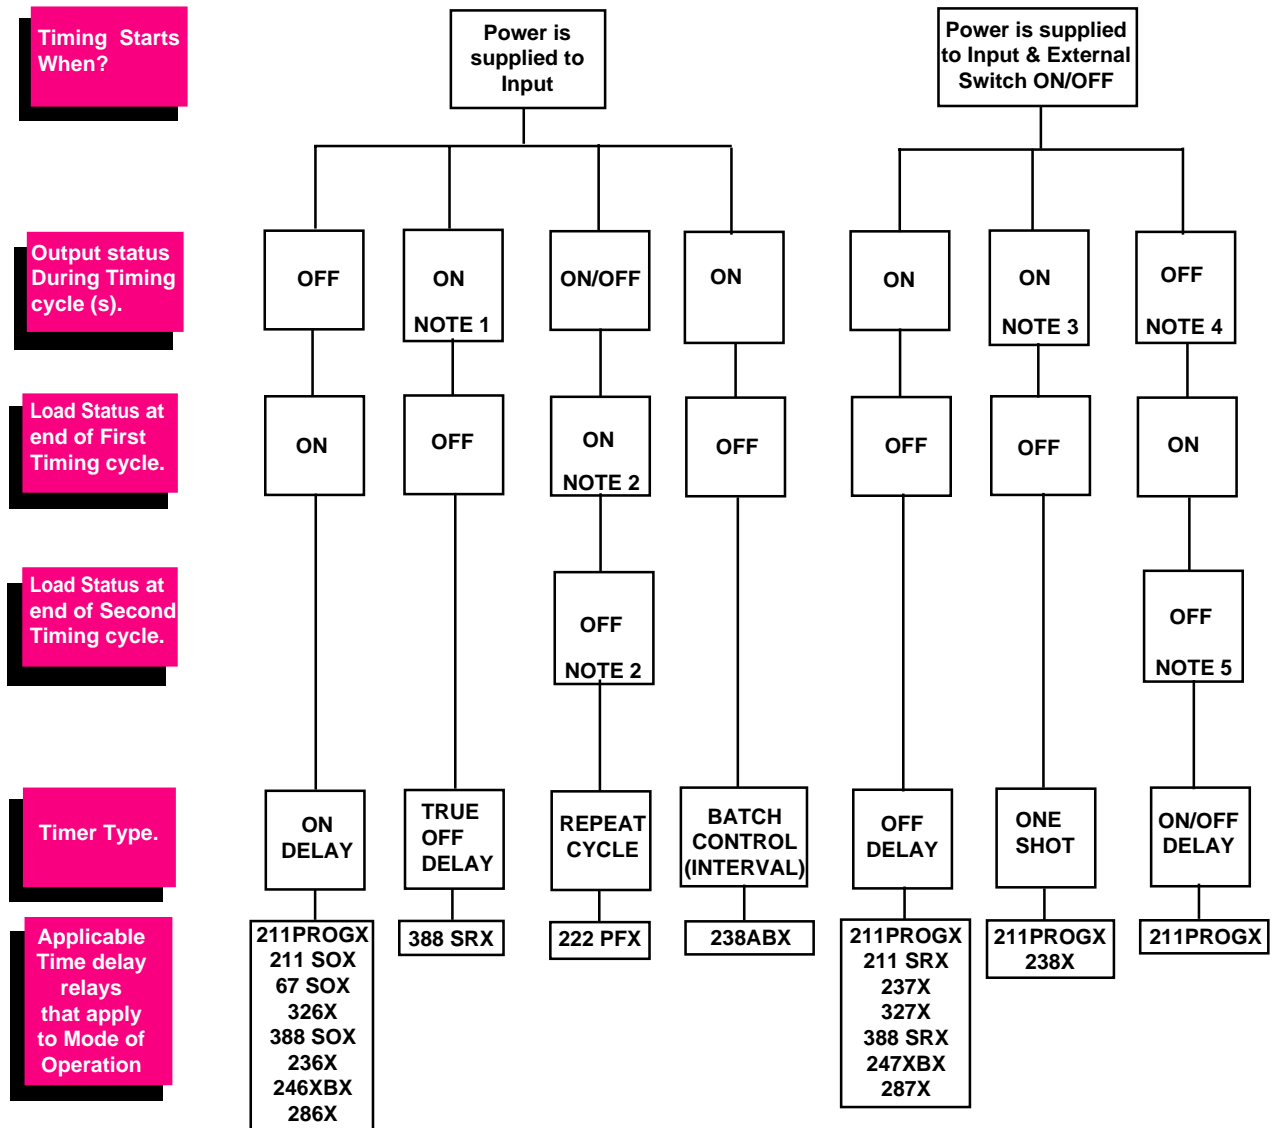 Timing Starts
When?
Power is
supplied to
Input
Power is supplied
to Input & External
Switch ON/OFF
Output status
During Timing
cycle (s).
OFF
ON
NOTE 1
ON/OFF
ON
ON
ON
NOTE 3
OFF
NOTE 4
Load Status at
end of First
Timing cycle.
ON
OFF
ON
NOTE 2
OFF
OFF
OFF
ON
Load Status at
end of Second
Timing cycle.
OFF
NOTE 2
OFF
NOTE 5
Timer Type.
ON
DELAY
TRUE
OFF
DELAY
REPEAT
CYCLE
BATCH
CONTROL
(INTERVAL)
OFF
DELAY
ONE
SHOT
ON/OFF
DELAY
Applicable
Time delay
relays
that apply
to Mode of
Operation
211PROGX
211 SOX
67 SOX
326X
388 SOX
236X
246XBX
286X
388 SRX
222 PFX
238ABX
211PROGX
211 SRX
237X
327X
388 SRX
247XBX
287X
211PROGX
238X
211PROGX